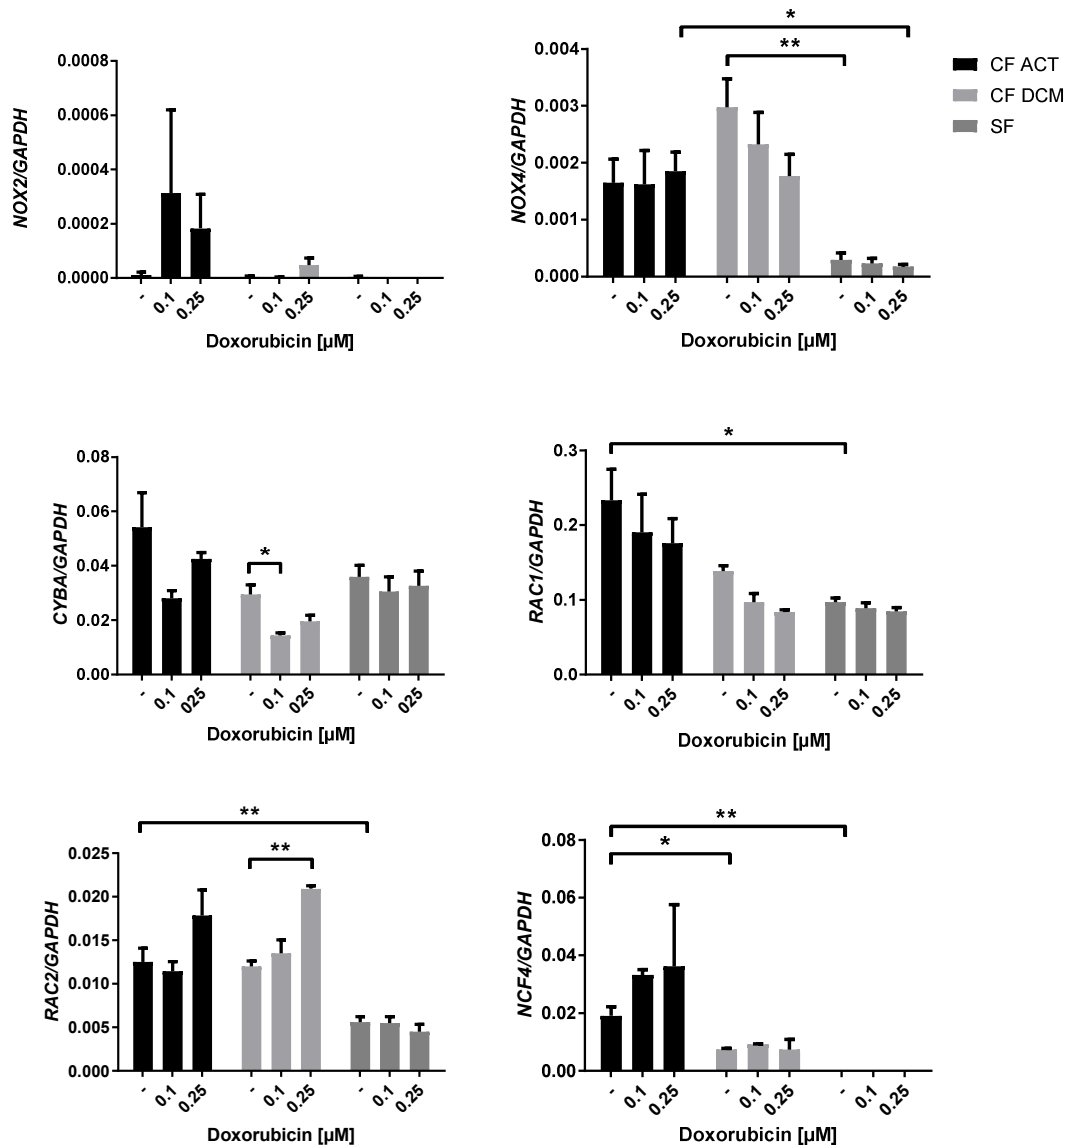 *
**
0.0008
0.0006
0.0004
0.0002
0.0000
NOX2/GAPDH
- 0.1 0.25 - 0.1 0.25 - 0.1 0.25
Doxorubicin [µM]
0.004
0.003
0.002
0.001
0.000
NOX4/GAPDH
- 0.1 0.25 - 0.1 0.25 - 0.1 0.25
Doxorubicin [µM]
CF ACT
CF DCM
SF
0.08
0.06
0.04
0.02
0.00
CYBA/GAPDH
*
- 0.1 025 - 0.1 025 - 0.1 025
Doxorubicin [µM]
*
0.3
0.2
0.1
0.0
RAC1/GAPDH
- 0.1 0.25 - 0.1 0.25 - 0.1 0.25
Doxorubicin [µM]
**
**
0.025
0.020
0.015
0.010
0.005
0.000
RAC2/GAPDH
- 0.1 0.25 - 0.1 0.25 - 0.1 0.25
Doxorubicin [µM]
**
*
0.08
0.06
0.04
0.02
0.00
NCF4/GAPDH
- 0.1 0.25 - 0.1 0.25 - 0.1 0.25
Doxorubicin [µM]